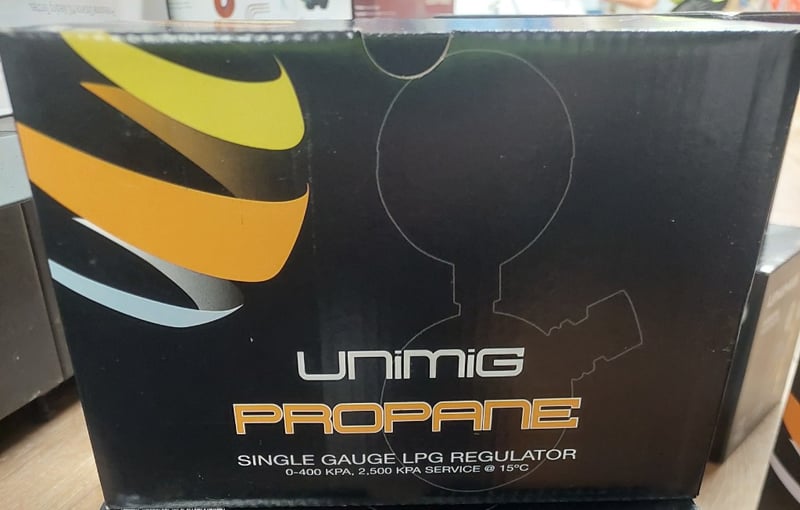 UNiMiG
PROPANE
SINGLE GAUGE LPG REGULATOR
0-400 KPA, 2,500 KPA SERVICE @ 15ºC